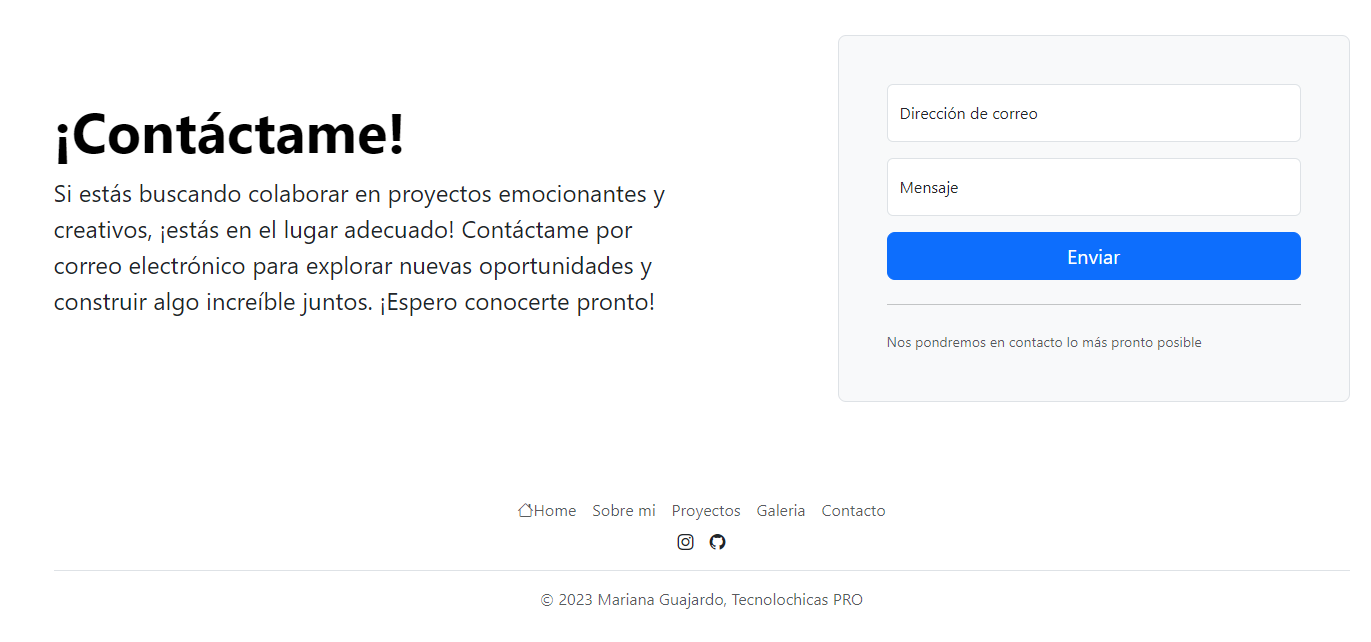 ¡Contáctame!
Si estás buscando colaborar en proyectos emocionantes y
creativos, ¡estás en el lugar adecuado! Contáctame por
correo electrónico para explorar nuevas oportunidades y
construir algo increíble juntos. ¡Espero conocerte pronto!
Dirección de correo
Mensaje
Enviar
Nos pondremos en contacto lo más pronto posible
Home Sobre mi Proyectos Galeria Contacto
© 2023 Mariana Guajardo, Tecnolochicas PRO